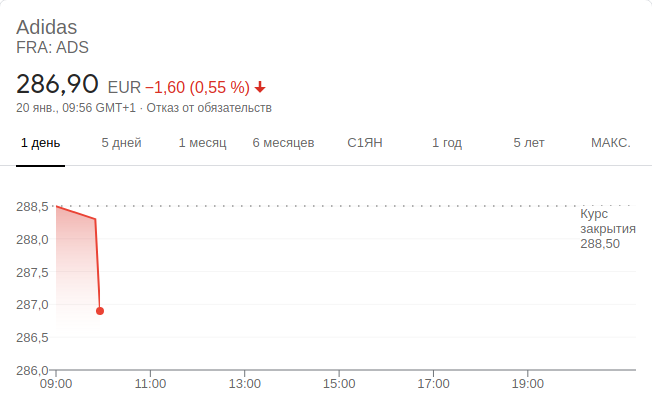 Adidas
FRA: ADS
286,90 EUR −1,60 (0,55 %)
20 янв., 09:56 GMT+1 · Отказ от обязательств
1 день 5 дней 1 месяц 6 месяцев С1ЯН 1 год 5 лет МАКС.
288,5
Курс
закрытия
288,50
288,0
287,5
287,0
286,5
286,0
09:00 11:00 13:00 15:00 17:00 19:00